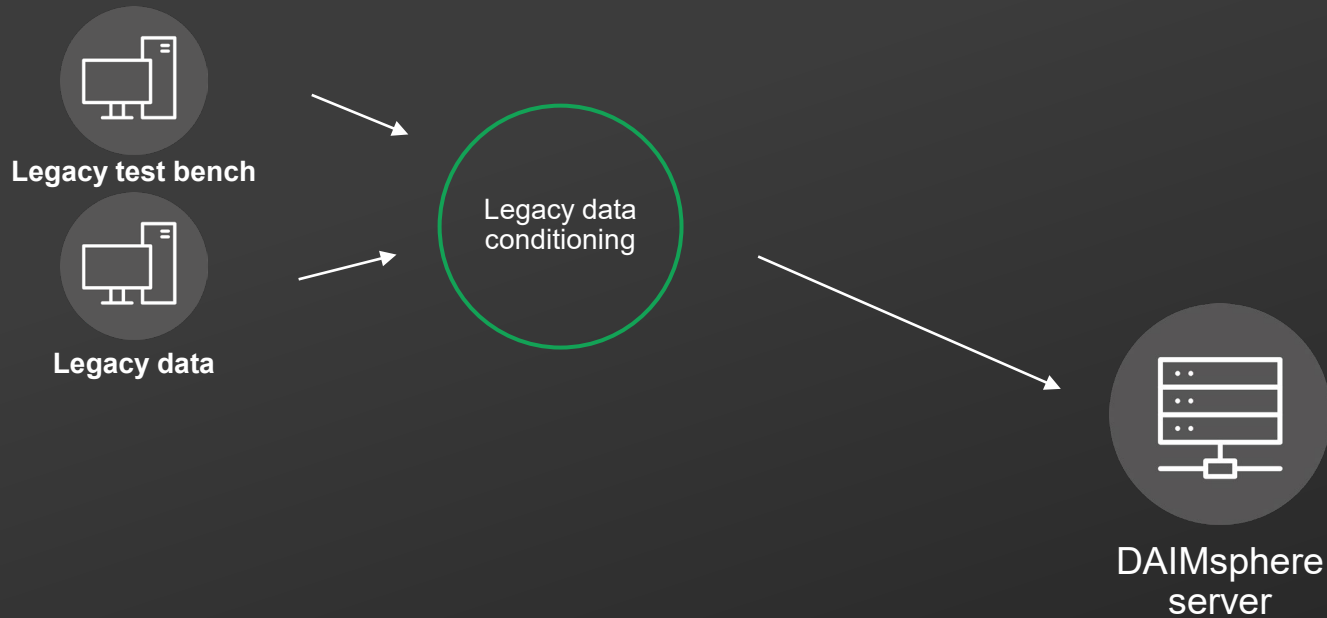 Legacy test bench
Legacy data
Legacy data
conditioning
DAIMsphere
server